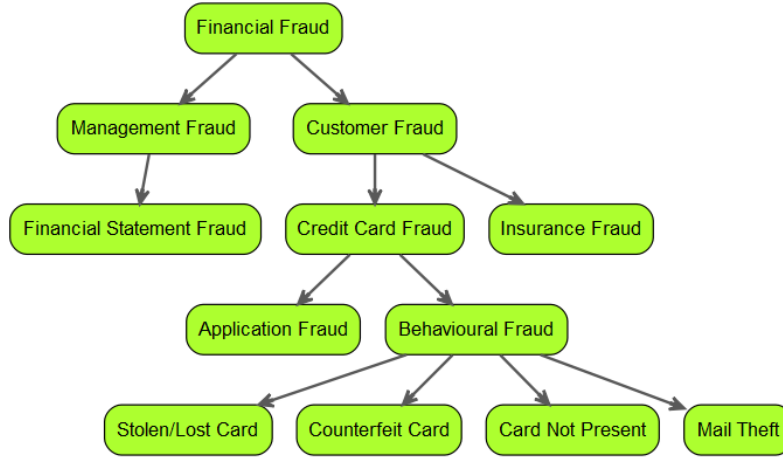 Financial Fraud
Management Fraud
Customer Fraud
Financial Statement Fraud
Credit Card Fraud
Insurance Fraud
Application Fraud
Behavioural Fraud
Stolen/Lost Card
Counterfeit Card
Card Not Present
Mail Theft